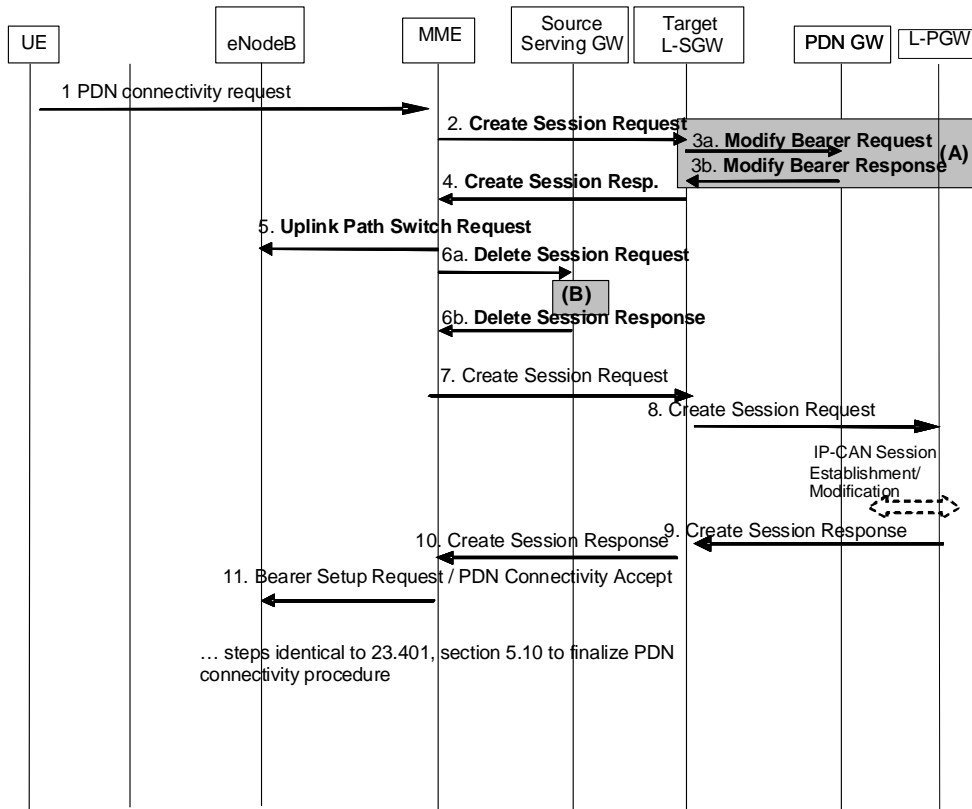 UE
eNodeB
MME
Source
Serving GW
Target
L-SGW
PDN GW
L-PGW
1 PDN connectivity request
2. Create Session Request
3a. Modify Bearer Request
(A)
3b. Modify Bearer Response
4. Create Session Resp.
5. Uplink Path Switch Request
6a. Delete Session Request
(B)
6b. Delete Session Response
7. Create Session Request
8. Create Session Request
IP-CAN Session
Establishment/
Modification
9. Create Session Response
10. Create Session Response
11. Bearer Setup Request / PDN Connectivity Accept
… steps identical to 23.401, section 5.10 to finalize PDN
connectivity procedure